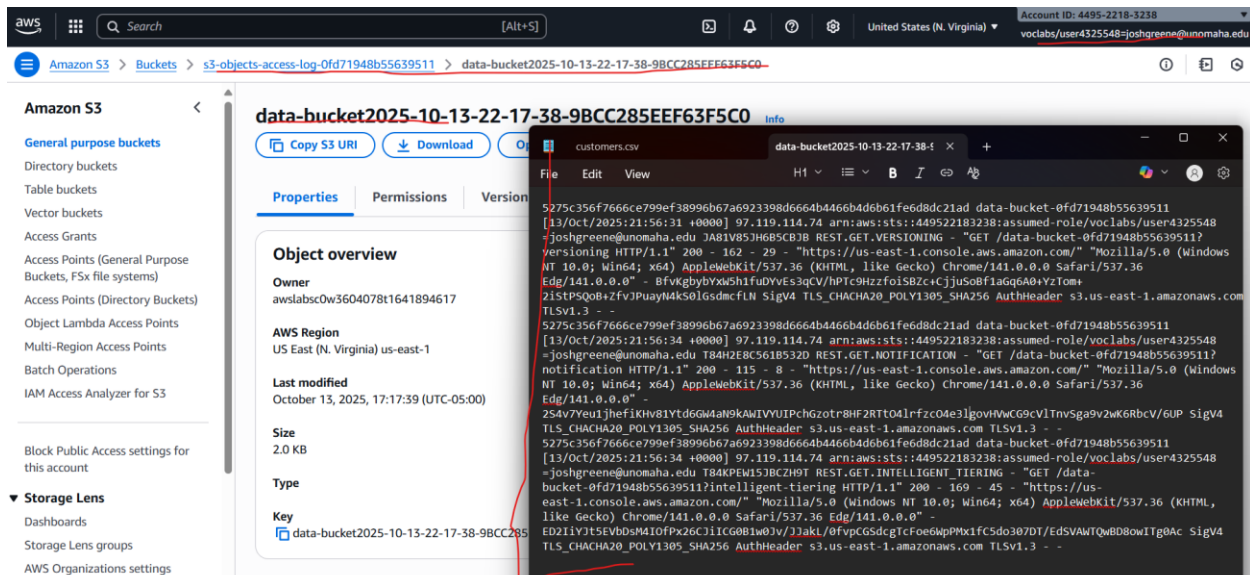 aws
Search
[Alt+S]
United States (N. Virginia)
Account ID: 4495-2218-3238
voclabs/user4325548=joshgreene@unomaha.edu
Amazon S3 > Buckets > s3-objects-access-log-0fd71948b55639511 > data-bucket2025-10-13-22-17-38-9BCC285EEF63F5C0
Amazon S3
General purpose buckets
Directory buckets
Table buckets
Vector buckets
Access Grants
Access Points (General Purpose
Buckets, FSx file systems)
Access Points (Directory Buckets)
Object Lambda Access Points
Multi-Region Access Points
Batch Operations
IAM Access Analyzer for S3
Block Public Access settings for
this account
Storage Lens
Dashboards
Storage Lens groups
AWS Organizations settings
data-bucket2025-10-13-22-17-38-9BCC285EEF63F5C0 Info
Copy S3 URI
Download
Op
Properties
Permissions
Version
Object overview
Owner
awslabsc0w3604078t1641894617
AWS Region
US East (N. Virginia) us-east-1
Last modified
October 13, 2025, 17:17:39 (UTC-05:00)
Size
2.0 KB
Type
Key
data-bucket2025-10-13-22-17-38-9BCC285
customers.csv
data-bucket2025-10-13-22-17-38-9
File Edit View
H1
B I
5275c356f7666ce799ef38996b67a6923398d6664b4466b4d6b61fe6d8dc21ad data-bucket-0fd71948b55639511
[13/Oct/2025:21:56:31 +0000] 97.119.114.74 arn:aws:sts::449522183238:assumed-role/voclabs/user4325548
=joshgreene@unomaha.edu JA81V85JH6B5CBJB REST.GET.VERSIONING - "GET /data-bucket-0fd71948b55639511?
versioning HTTP/1.1" 200 - 162 - 29 - "https://us-east-1.console.aws.amazon.com/" "Mozilla/5.0 (Windows
NT 10.0; Win64; x64) AppleWebKit/537.36 (KHTML, like Gecko) Chrome/141.0.0.0 Safari/537.36
Edg/141.0.0.0" - BfvKgbybYxW5h1fuDYvEs3qCV/hPTc9HzzfoiSBZc+CjjuSoBf1aGq6A0+YzTom+
2iStPSQoB+ZfvJPuayN4kS0lGsdmcfLN SigV4 TLS_CHACHA20_POLY1305_SHA256 AuthHeader s3.us-east-1.amazonaws.com
TLSv1.3 - -
5275c356f7666ce799ef38996b67a6923398d6664b4466b4d6b61fe6d8dc21ad data-bucket-0fd71948b55639511
[13/Oct/2025:21:56:34 +0000] 97.119.114.74 arn:aws:sts::449522183238:assumed-role/voclabs/user4325548
=joshgreene@unomaha.edu T84H2E8C561B532D REST.GET.NOTIFICATION - "GET /data-bucket-0fd71948b55639511?
notification HTTP/1.1" 200 - 115 - 8 - "https://us-east-1.console.aws.amazon.com/" "Mozilla/5.0 (Windows
NT 10.0; Win64; x64) AppleWebKit/537.36 (KHTML, like Gecko) Chrome/141.0.0.0 Safari/537.36
Edg/141.0.0.0" -
2S4v7Yeu1jhefiKHv81Ytd6GW4aN9kAWIVYUIPchGzotr8HF2RTtO4lrfzcO4e3lgovHVwCG9cVlTnvSga9v2wK6RbcV/6UP SigV4
TLS_CHACHA20_POLY1305_SHA256 AuthHeader s3.us-east-1.amazonaws.com TLSv1.3 - -
5275c356f7666ce799ef38996b67a6923398d6664b4466b4d6b61fe6d8dc21ad data-bucket-0fd71948b55639511
[13/Oct/2025:21:56:34 +0000] 97.119.114.74 arn:aws:sts::449522183238:assumed-role/voclabs/user4325548
=joshgreene@unomaha.edu T84KPEW15JBCZH9T REST.GET.INTELLIGENT_TIERING - "GET /data-
bucket-0fd71948b55639511?intelligent-tiering HTTP/1.1" 200 - 169 - 45 - "https://us-
east-1.console.aws.amazon.com/" "Mozilla/5.0 (Windows NT 10.0; Win64; x64) AppleWebKit/537.36 (KHTML,
like Gecko) Chrome/141.0.0.0 Safari/537.36 Edg/141.0.0.0" -
ED2IiYJt5EVbDsM4IOfPx26CJiICG0B1w0Jv/JJakL/0fvpCGSdcgTcFoe6WpPMx1fC5do307DT/EdSVAWTQwBD8owITg0Ac SigV4
TLS_CHACHA20_POLY1305_SHA256 AuthHeader s3.us-east-1.amazonaws.com TLSv1.3 - -